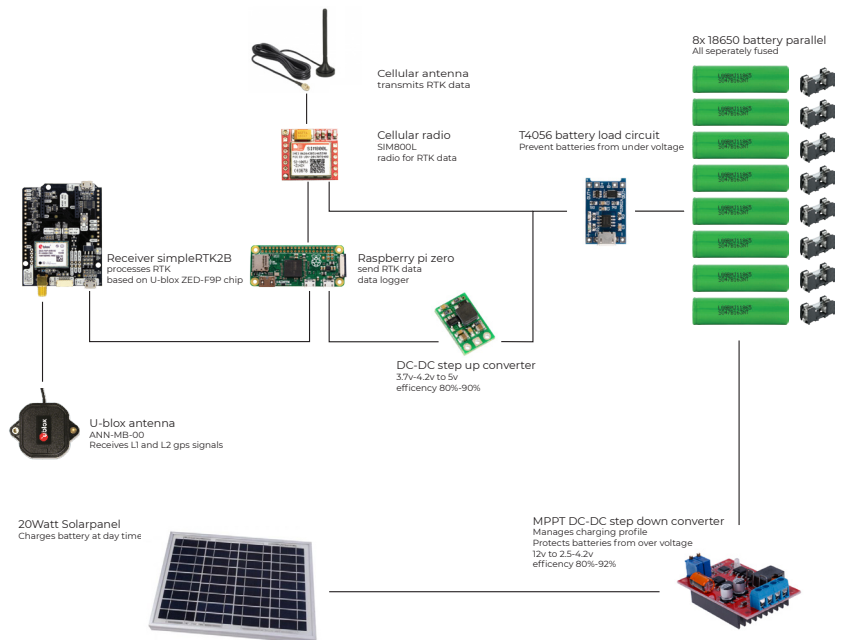 8x 18650 battery parallel
All seperately fused
Cellular antenna
transmits RTK data
Cellular radio
SIM800L
radio for RTK data
T4056 battery load circuit
Prevent batteries from under voltage
SIM800L
Receiver simpleRTK2B
processes RTK
based on U-blox ZED-F9P chip
Raspberry pi zero
send RTK data
data logger
DC-DC step up converter
3.7v-4.2v to 5v
efficency 80%-90%
U-blox antenna
ANN-MB-00
Receives L1 and L2 gps signals
ublox
20Watt Solarpanel
Charges battery at day time
MPPT DC-DC step down converter
Manages charging profile
Protects batteries from over voltage
12v to 2.5-4.2v
efficency 80%-92%